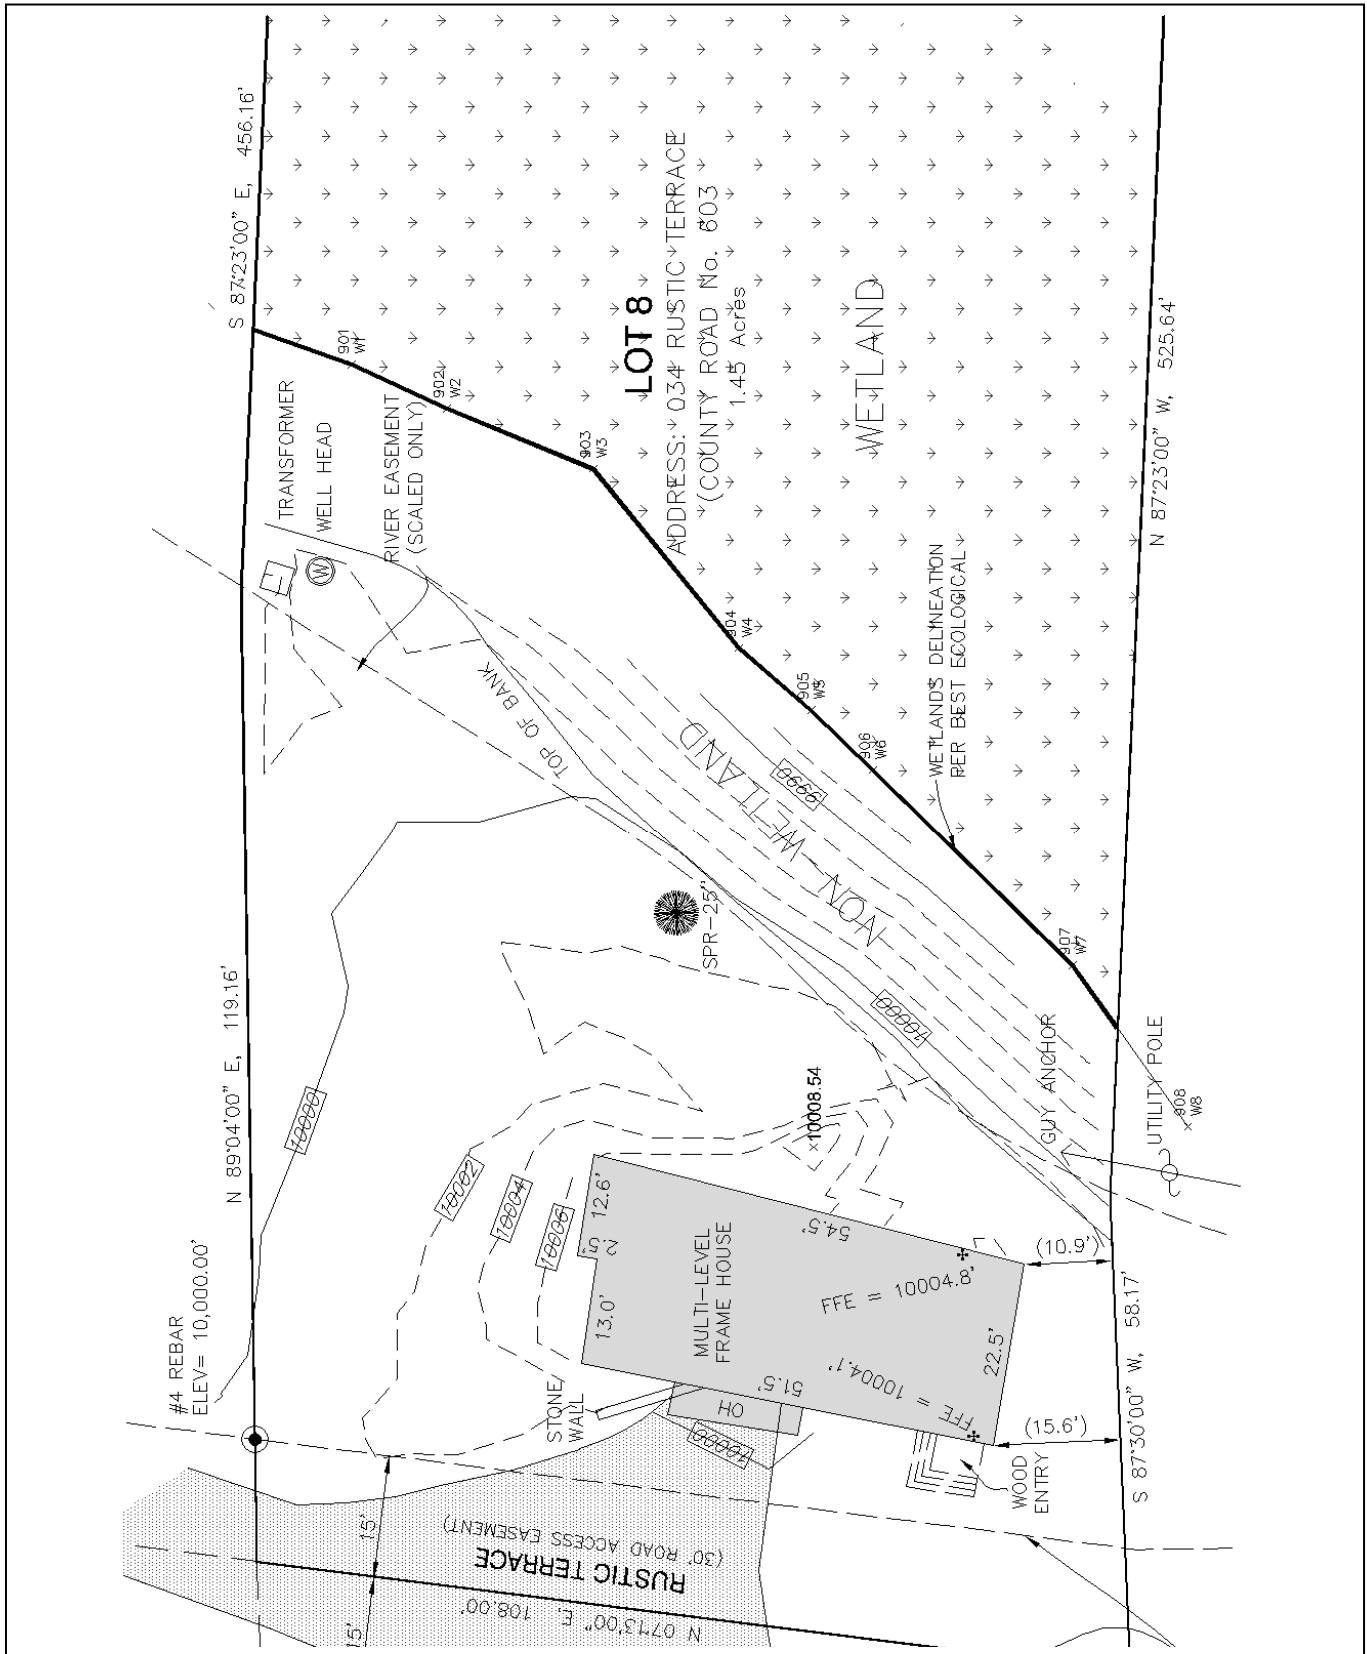 S 87°23'00" E, 456.16'
901
W1
902
W2
903
W3
TRANSFORMER
WELL HEAD
RIVER EASEMENT
(SCALED ONLY)
LOT 8
ADDRESS: 034 RUSTIC TERRACE
(COUNTY ROAD No. 603
1.45 Acres
WETLAND
N 87°23'00" W, 525.64'
904
W4
905
W5
906
W6
WETLANDS DELINEATION
PER BEST ECOLOGICAL
W
TOP OF BANK
NON-WETLAND
9990
SPR-25"
907
W7
10000
N 89°04'00" E, 119.16'
10000
10002
10004
10006
×10008.54
GUY ANCHOR
UTILITY POLE
908
W8
12.6'
2.5'
13.0'
54.5'
MULTI-LEVEL
FRAME HOUSE
FFE = 10004.8'
FFE = 10004.1'
22.5'
51.5'
(10.9')
(15.6')
#4 REBAR
ELEV= 10,000.00'
STONE
WALL
OH
10000
WOOD
ENTRY
S 87°30'00" W, 58.17'
15'
15'
RUSTIC TERRACE
(30' ROAD ACCESS EASEMENT)
N 07°13'00" E, 108.00'